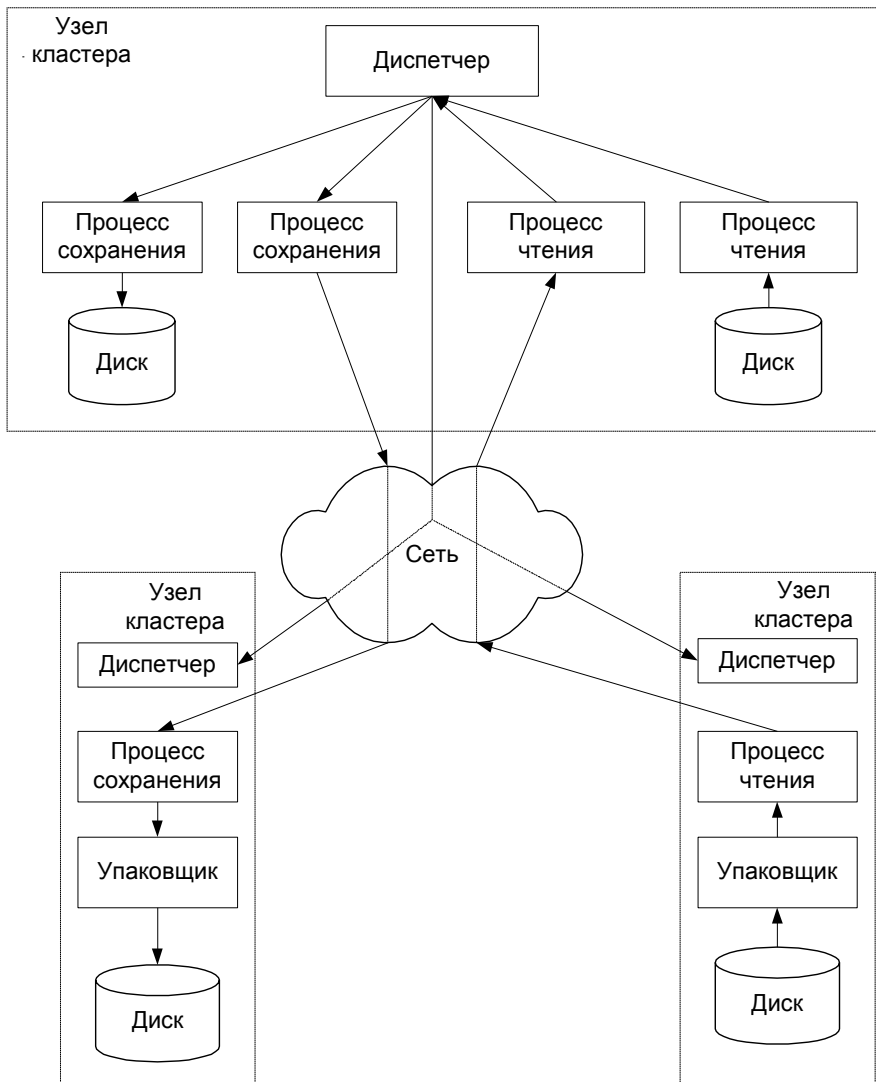 Узел
кластера
Диспетчер
Процесс
сохранения
Процесс
сохранения
Процесс
чтения
Процесс
чтения
Диск
Диск
Сеть
Узел
кластера
Диспетчер
Процесс
сохранения
Упаковщик
Диск
Узел
кластера
Диспетчер
Процесс
чтения
Упаковщик
Диск